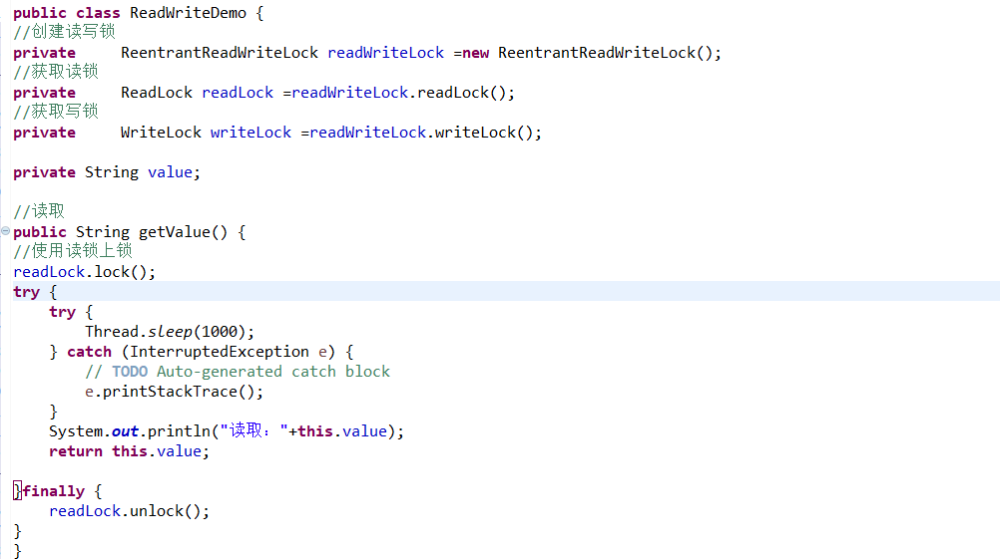 public class ReadWriteDemo {
//创建读写锁
private     ReentrantReadWriteLock readWriteLock =new ReentrantReadWriteLock();
//获取读锁
private     ReadLock readLock =readWriteLock.readLock();
//获取写锁
private     WriteLock writeLock =readWriteLock.writeLock();
private String value;
//读取
public String getValue() {
//使用读锁上锁
readLock.lock();
try {
    try {
        Thread.sleep(1000);
    } catch (InterruptedException e) {
        // TODO Auto-generated catch block
        e.printStackTrace();
    }
    System.out.println("读取："+this.value);
    return this.value;
}finally {
    readLock.unlock();
}
}